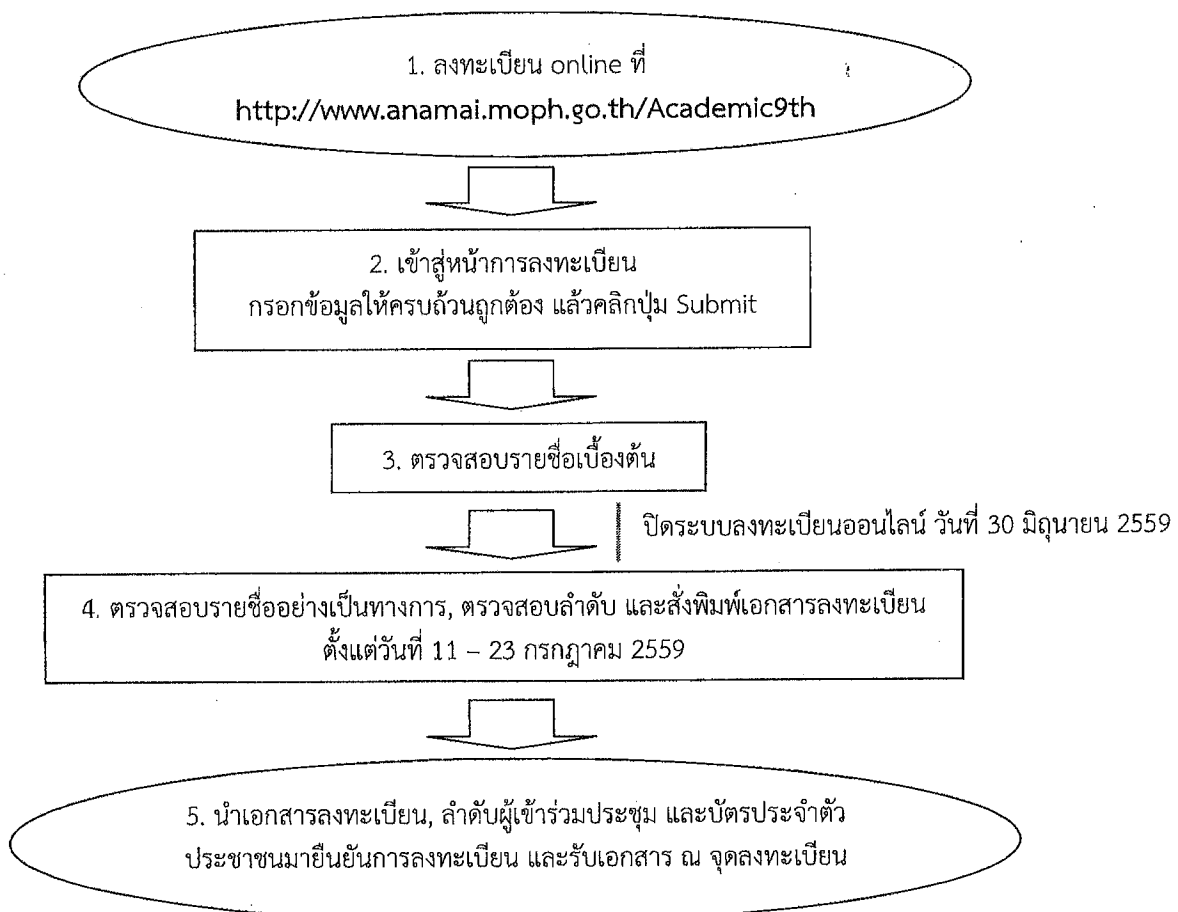 1. ลงทะเบียน online ที่
http://www.anamai.moph.go.th/Academic9th
2. เข้าสู่หน้าการลงทะเบียน
กรอกข้อมูลให้ครบถ้วนถูกต้อง แล้วคลิกปุ่ม Submit
3. ตรวจสอบรายชื่อเบื้องต้น
ปิดระบบลงทะเบียนออนไลน์ วันที่ 30 มิถุนายน 2559
4. ตรวจสอบรายชื่ออย่างเป็นทางการ, ตรวจสอบลำดับ และสั่งพิมพ์เอกสารลงทะเบียน
ตั้งแต่วันที่ 11 – 23 กรกฎาคม 2559
5. นำเอกสารลงทะเบียน, ลำดับผู้เข้าร่วมประชุม และบัตรประจำตัว
ประชาชนมายืนยันการลงทะเบียน และรับเอกสาร ณ จุดลงทะเบียน